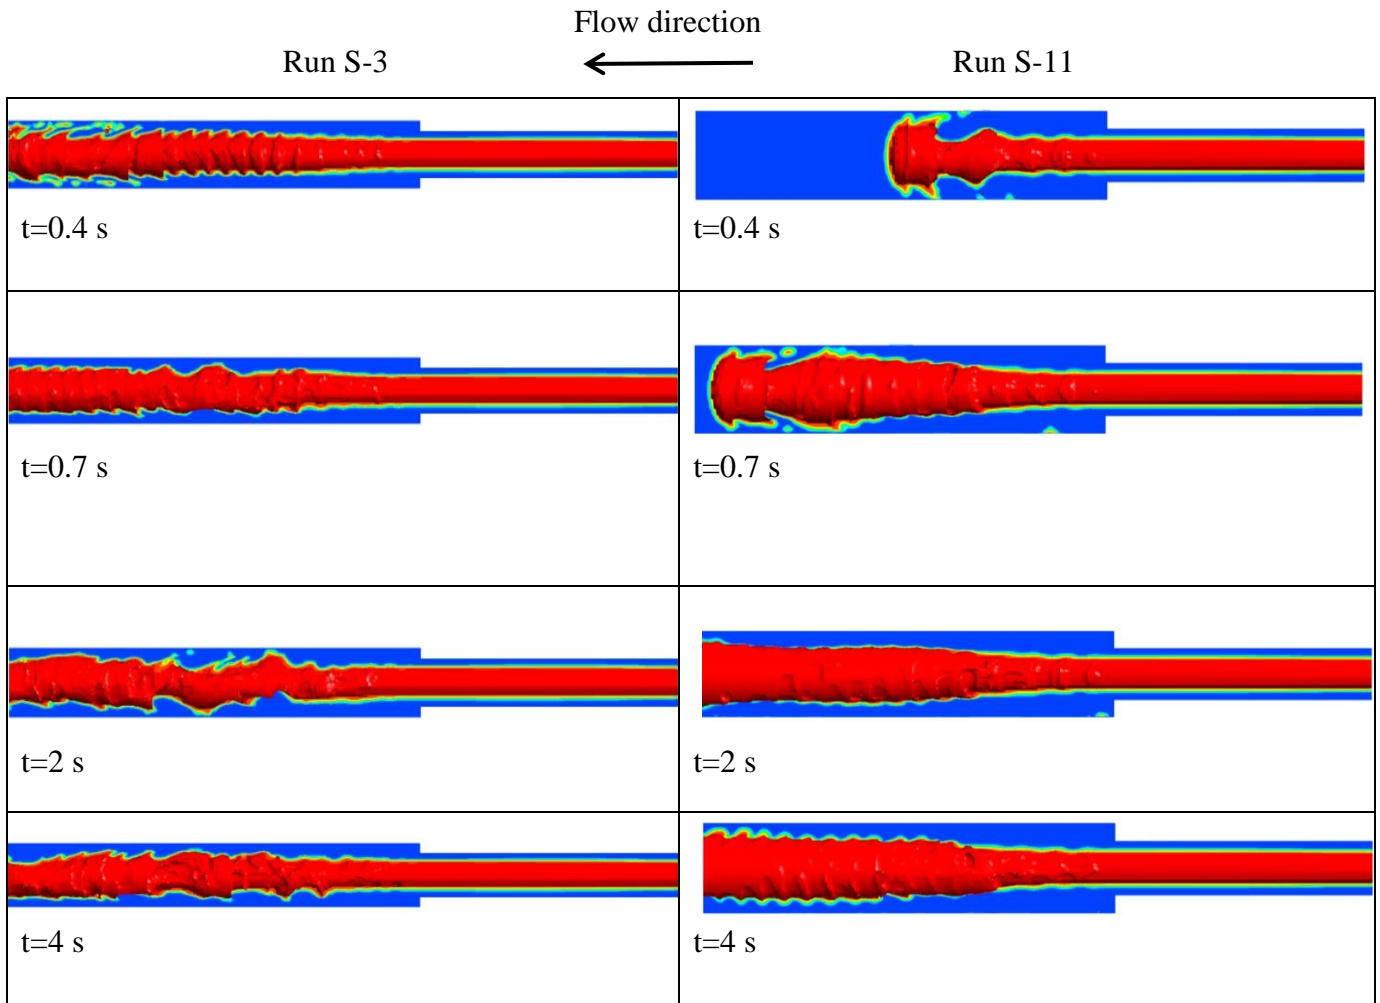 Flow direction
Run S-3
Run S-11
t=0.4 s
t=0.4 s
t=0.7 s
t=0.7 s
t=2 s
t=2 s
t=4 s
t=4 s